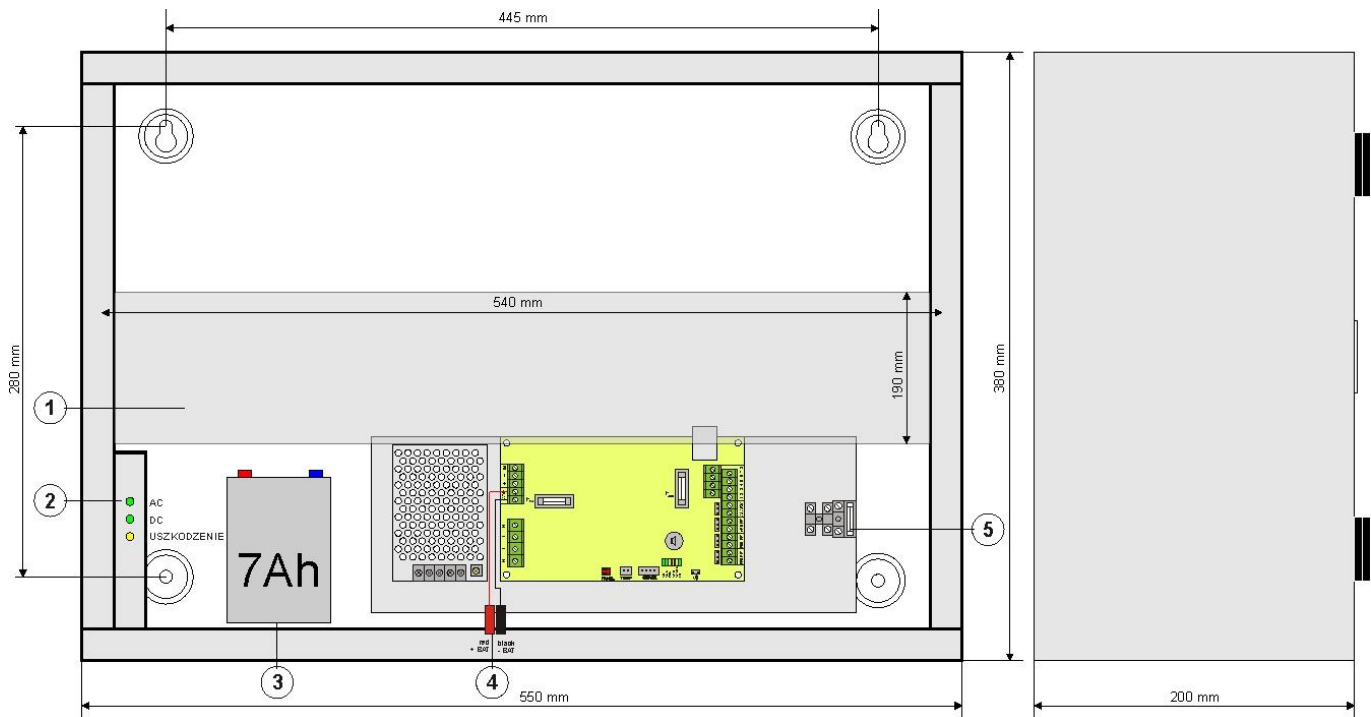 445 mm
540 mm
280 mm
190 mm
380 mm
1
2
AC
DC
USZKODZENIE
7Ah
5
red
+ BAT
black
- BAT
3
4
550 mm
200 mm